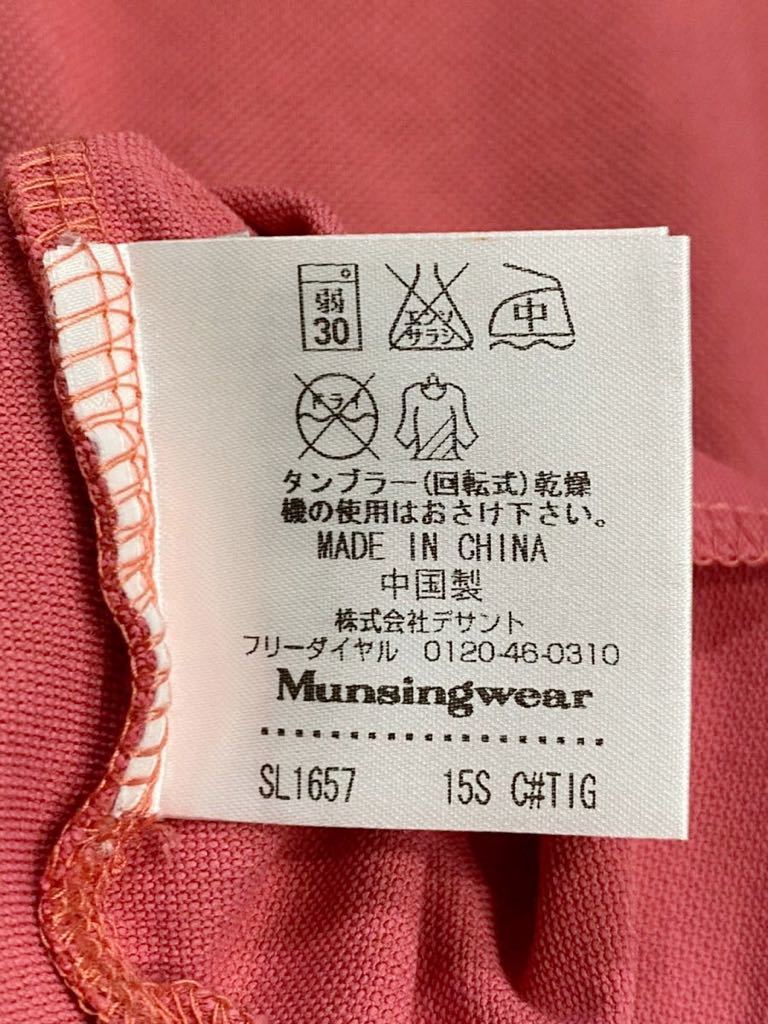 弱
30
エンソ
サラシ
中
ドライ
タンブラー(回転式)乾燥
機の使用はおさけ下さい。
MADE IN CHINA
中国製
株式会社デサント
フリーダイヤル 0120-46-0310
Munsingwear
SL1657 15S C#TIG